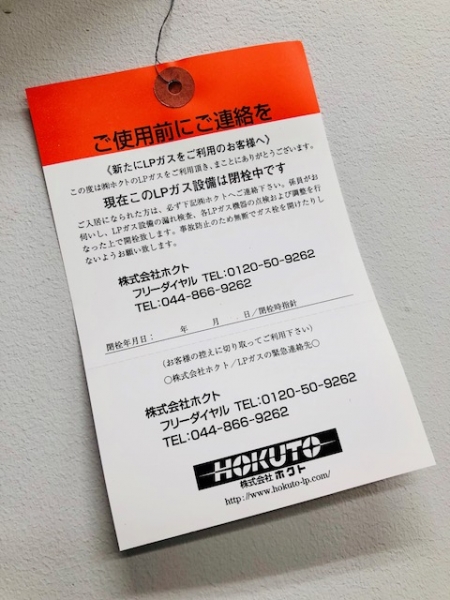 ご使用前にご連絡を
《新たにLPガスをご利用のお客様へ》
この度は㈱ホクトのLPガスをご利用頂き、まことにありがとうございます。
現在このLPガス設備は閉栓中です
ご入居になられた方は、必ず下記㈱ホクトへご連絡下さい。係員がお
伺いし、LPガス設備の漏れ検査、各LPガス機器の点検および調整を行
なった上で開栓致します。事故防止のため無断でガス栓を開けたりし
ないようお願い致します。
株式会社ホクト
フリーダイヤル TEL:0120-50-9262
TEL:044-866-9262
閉栓年月日： 年 月 日/閉栓時指針
(お客様の控えに切り取ってご利用下さい)
○株式会社ホクト/LPガスの緊急連絡先○
株式会社ホクト
フリーダイヤル TEL:0120-50-9262
TEL:044-866-9262
HOKUTO
株式会社 ホクト
http://www.hokuto-lp.com/